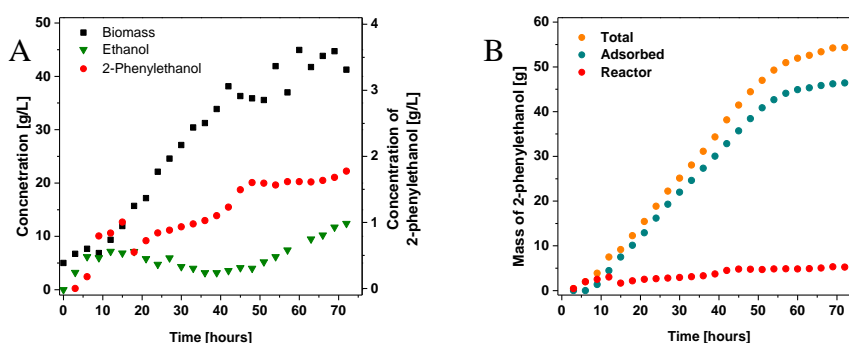 A
Biomass
Ethanol
2-Phenylethanol
Concnetration [g/L]
50
40
30
20
10
0
4
3
2
1
0
Concentration of
2-phenylethanol [g/L]
0 10 20 30 40 50 60 70
Time [hours]
B
Total
Adsorbed
Reactor
Mass of 2-phenylethanol [g]
60
50
40
30
20
10
0
0 10 20 30 40 50 60 70
Time [hours]